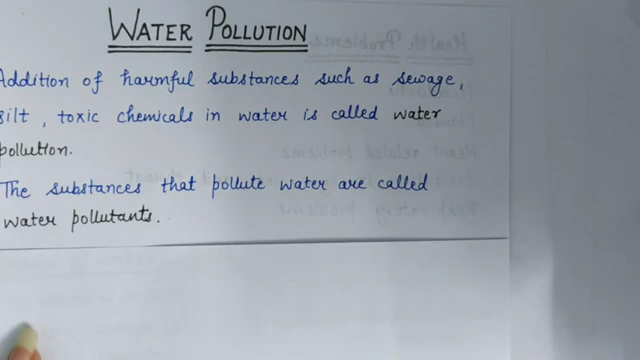 WATER POLLUTION
Addition of harmful substances such as sewage,
silt, toxic chemicals in water is called water
pollution.
The substances that pollute water are called
water pollutants.